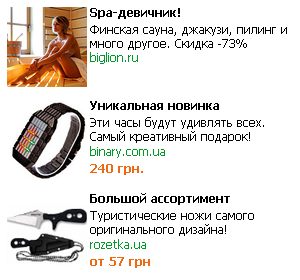 Spa-девичник!
Финская сауна, джакузи, пилинг и
много другое. Скидка -73%
biglion.ru
Уникальная новинка
Эти часы будут удивлять всех.
Самый креативный подарок!
binary.com.ua
240 грн.
Большой ассортимент
Туристические ножи самого
оригинального дизайна!
rozetka.ua
от 57 грн